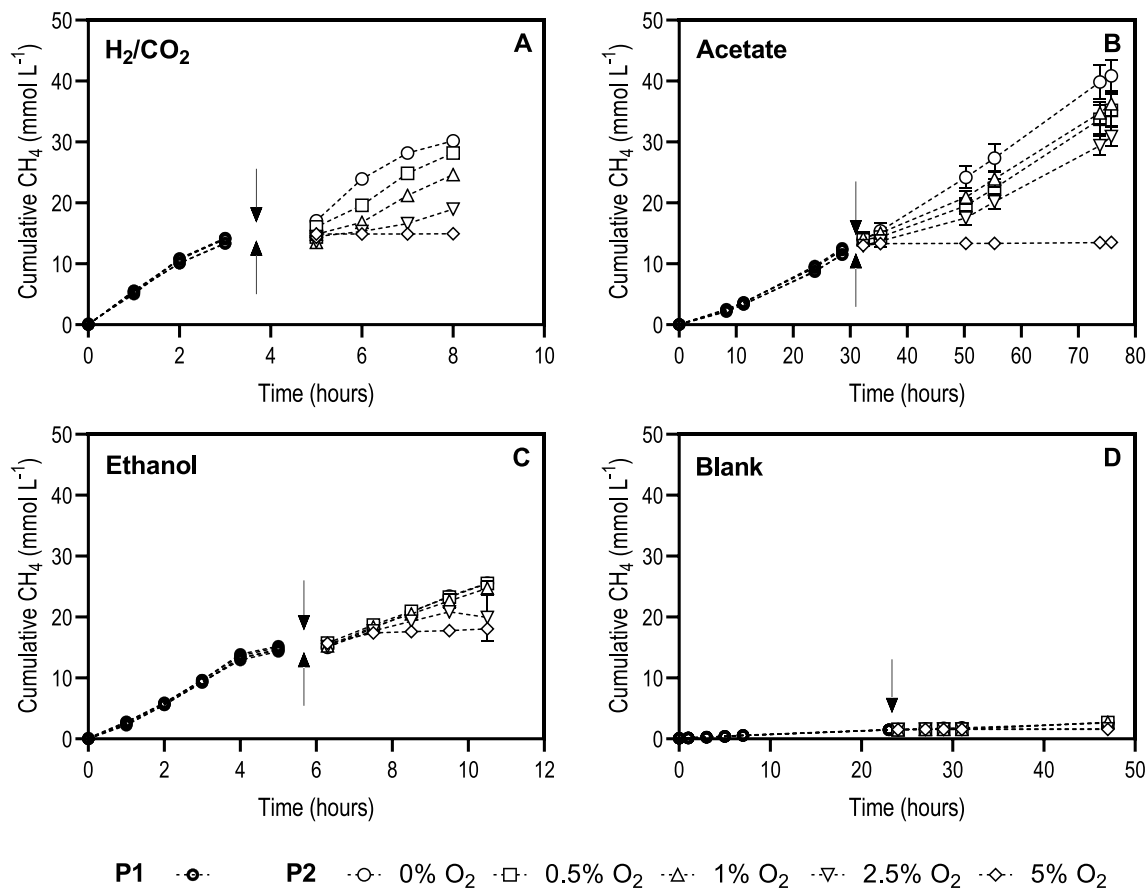 H₂/CO₂ A
50
40
30
20
10
0
Cumulative CH₄ (mmol L⁻¹)
0 2 4 6 8 10
Time (hours)
Acetate B
50
40
30
20
10
0
Cumulative CH₄ (mmol L⁻¹)
0 10 20 30 40 50 60 70 80
Time (hours)
Ethanol C
50
40
30
20
10
0
Cumulative CH₄ (mmol L⁻¹)
0 2 4 6 8 10 12
Time (hours)
Blank D
50
40
30
20
10
0
Cumulative CH₄ (mmol L⁻¹)
0 10 20 30 40 50
Time (hours)
P1 P2 0% O₂ 0.5% O₂ 1% O₂ 2.5% O₂ 5% O₂